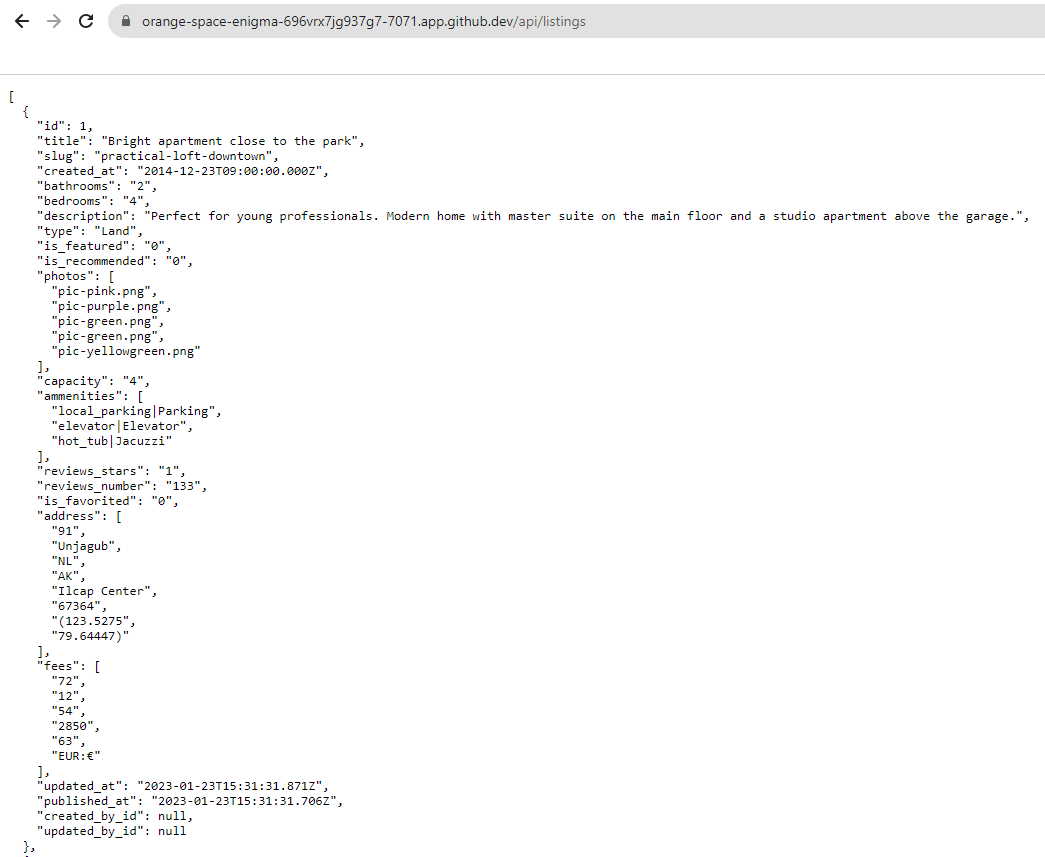 orange-space-enigma-696vrx7jg937g7-7071.app.github.dev/api/listings
[
  {
    "id": 1,
    "title": "Bright apartment close to the park",
    "slug": "practical-loft-downtown",
    "created_at": "2014-12-23T09:00:00.000Z",
    "bathrooms": "2",
    "bedrooms": "4",
    "description": "Perfect for young professionals. Modern home with master suite on the main floor and a studio apartment above the garage.",
    "type": "Land",
    "is_featured": "0",
    "is_recommended": "0",
    "photos": [
      "pic-pink.png",
      "pic-purple.png",
      "pic-green.png",
      "pic-green.png",
      "pic-yellowgreen.png"
    ],
    "capacity": "4",
    "ammenities": [
      "local_parking|Parking",
      "elevator|Elevator",
      "hot_tub|Jacuzzi"
    ],
    "reviews_stars": "1",
    "reviews_number": "133",
    "is_favorited": "0",
    "address": [
      "91",
      "Unjagub",
      "NL",
      "AK",
      "Ilcap Center",
      "67364",
      "(123.5275",
      "79.64447)"
    ],
    "fees": [
      "72",
      "12",
      "54",
      "2850",
      "63",
      "EUR:€"
    ],
    "updated_at": "2023-01-23T15:31:31.871Z",
    "published_at": "2023-01-23T15:31:31.706Z",
    "created_by_id": null,
    "updated_by_id": null
  },